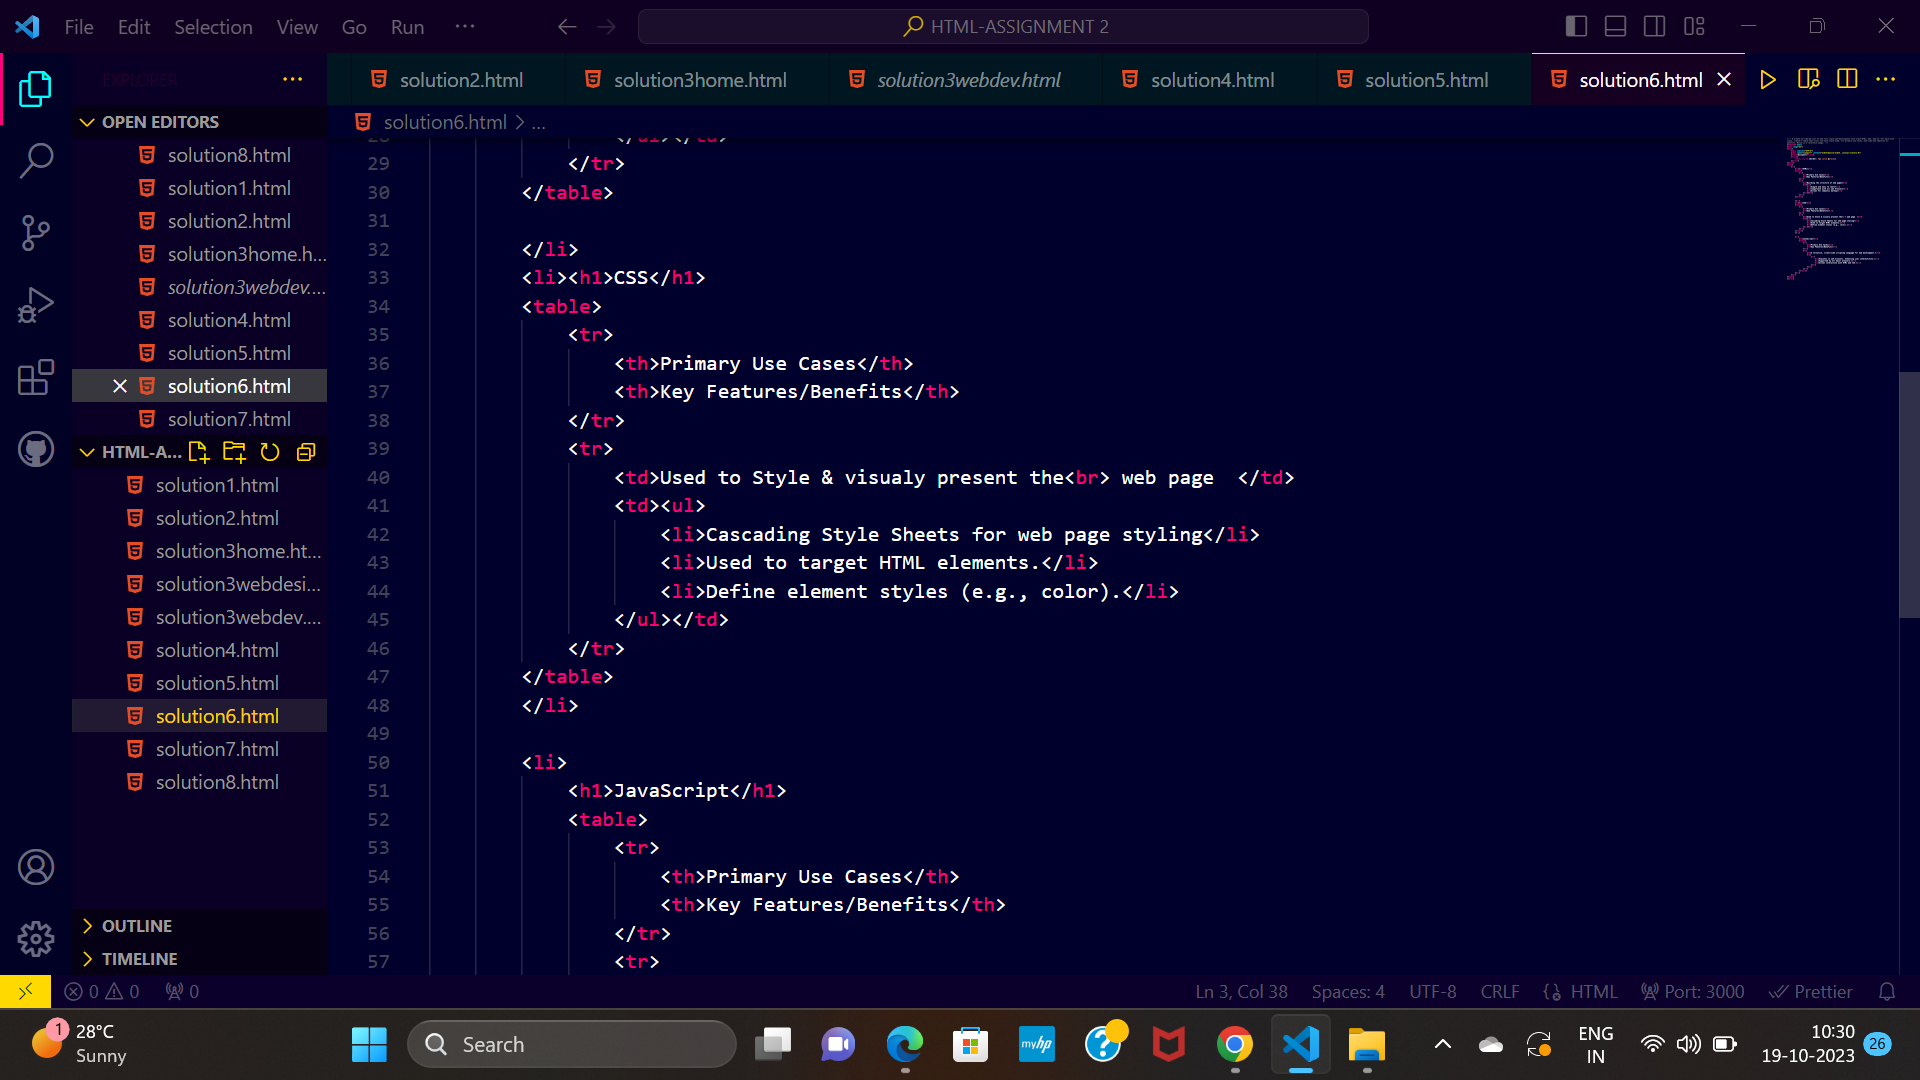 File Edit Selection View Go Run ... HTML-ASSIGNMENT 2
EXPLORER ...
solution2.html solution3home.html solution3webdev.html solution4.html solution5.html solution6.html
OPEN EDITORS
solution8.html
solution1.html
solution2.html
solution3home.h...
solution3webdev....
solution4.html
solution5.html
solution6.html
solution7.html
HTML-A...
solution1.html
solution2.html
solution3home.ht...
solution3webdesi...
solution3webdev....
solution4.html
solution5.html
solution6.html
solution7.html
solution8.html
OUTLINE
TIMELINE
solution6.html > ...
28 </ul></td>
29 </tr>
30 </table>
31
32 </li>
33 <li><h1>CSS</h1>
34 <table>
35 <tr>
36 <th>Primary Use Cases</th>
37 <th>Key Features/Benefits</th>
38 </tr>
39 <tr>
40 <td>Used to Style & visualy present the<br> web page  </td>
41 <td><ul>
42 <li>Cascading Style Sheets for web page styling</li>
43 <li>Used to target HTML elements.</li>
44 <li>Define element styles (e.g., color).</li>
45 </ul></td>
46 </tr>
47 </table>
48 </li>
49
50 <li>
51 <h1>JavaScript</h1>
52 <table>
53 <tr>
54 <th>Primary Use Cases</th>
55 <th>Key Features/Benefits</th>
56 </tr>
57 <tr>
0 0 0 Ln 3, Col 38 Spaces: 4 UTF-8 CRLF HTML Port: 3000 Prettier
1 28°C
Sunny
Search
myhp
ENG
IN
10:30
19-10-2023 26